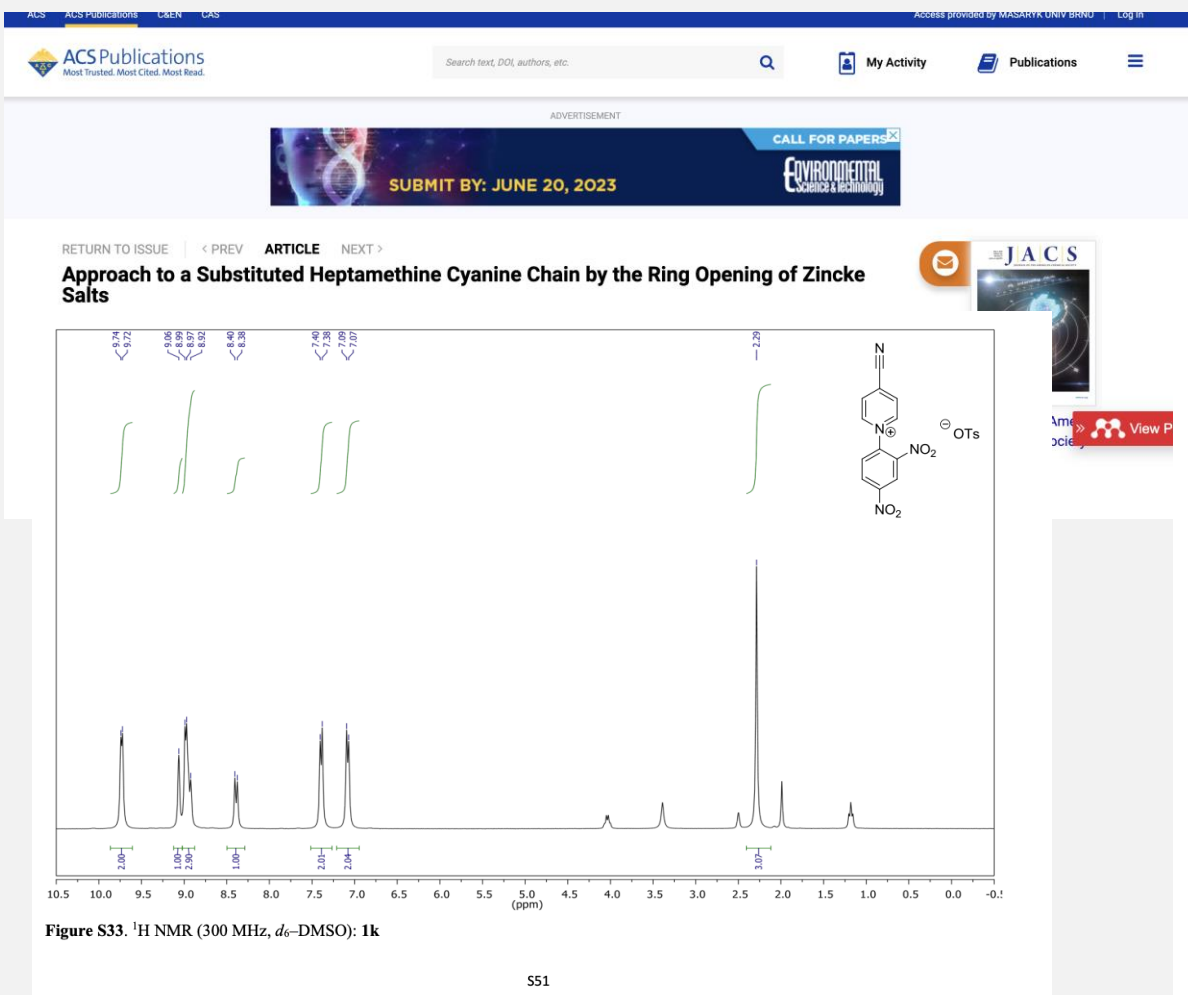 ACS ACS Publications C&EN CAS Access provided by MASARYK UNIV BRNO | Log In
ACS Publications
Most Trusted. Most Cited. Most Read.
Search text, DOI, authors, etc.
My Activity
Publications
ADVERTISEMENT
CALL FOR PAPERS
SUBMIT BY: JUNE 20, 2023
ENVIRONMENTAL
Science & Technology
RETURN TO ISSUE < PREV ARTICLE NEXT >
Approach to a Substituted Heptamethine Cyanine Chain by the Ring Opening of Zincke
Salts
J|A|C|S
9.74
9.72
9.06
8.99
8.97
8.92
8.40
8.38
7.40
7.38
7.09
7.07
2.29
N
N⊕
⊖OTs
NO2
NO2
Ame
ocie
» View P
2.00
1.00
2.90
1.00
2.01
2.04
3.07
10.5 10.0 9.5 9.0 8.5 8.0 7.5 7.0 6.5 6.0 5.5 5.0 4.5 4.0 3.5 3.0 2.5 2.0 1.5 1.0 0.5 0.0 -0.5
(ppm)
Figure S33. 1H NMR (300 MHz, d6–DMSO): 1k
S51